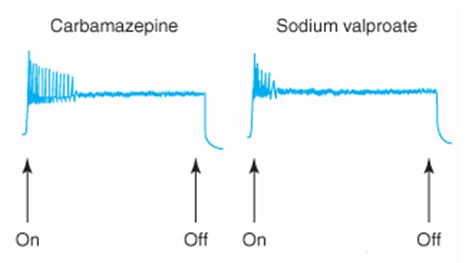 Carbamazepine
Sodium valproate
On
Off
On
Off